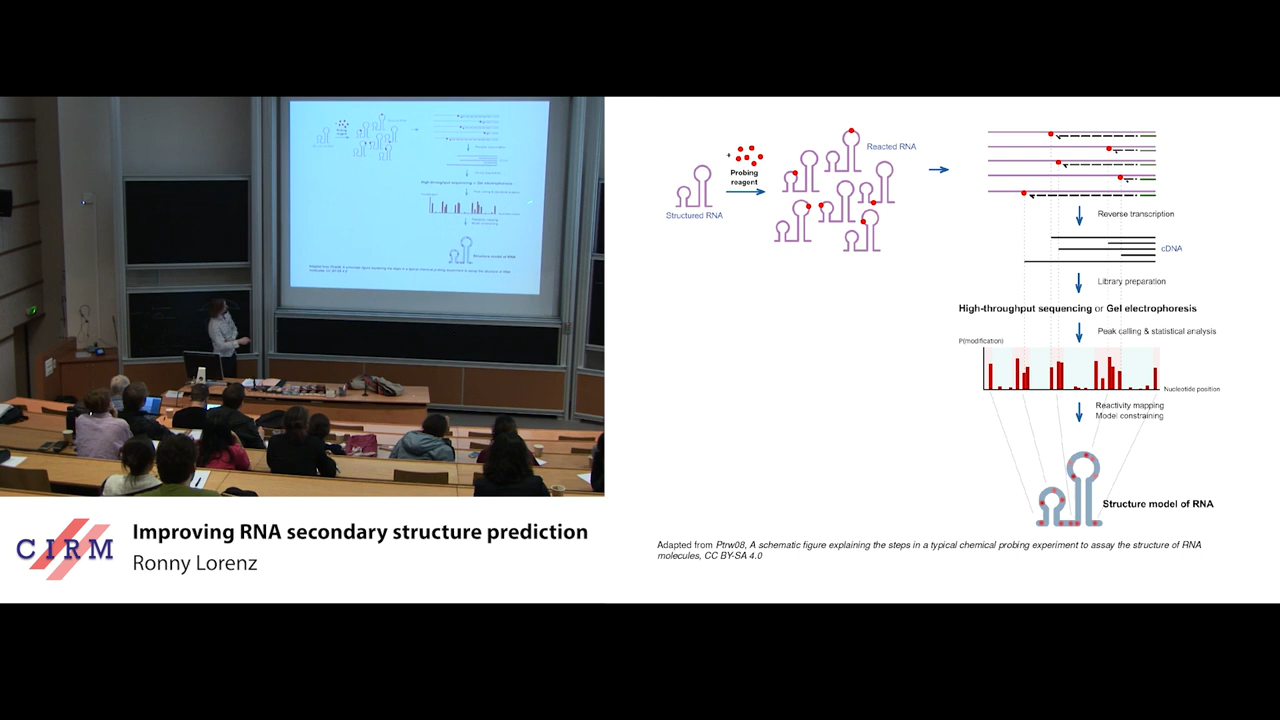 Structured RNA
+
Probing
reagent
Reacted RNA
Reverse transcription
cDNA
Library preparation
High-throughput sequencing or Gel electrophoresis
Peak calling & statistical analysis
P(modification)
Nucleotide position
Reactivity mapping
Model constraining
Structure model of RNA
Adapted from Ptrw08, A schematic figure explaining the steps in a typical chemical probing experiment to assay the structure of RNA
molecules, CC BY-SA 4.0
CIRM
Improving RNA secondary structure prediction
Ronny Lorenz